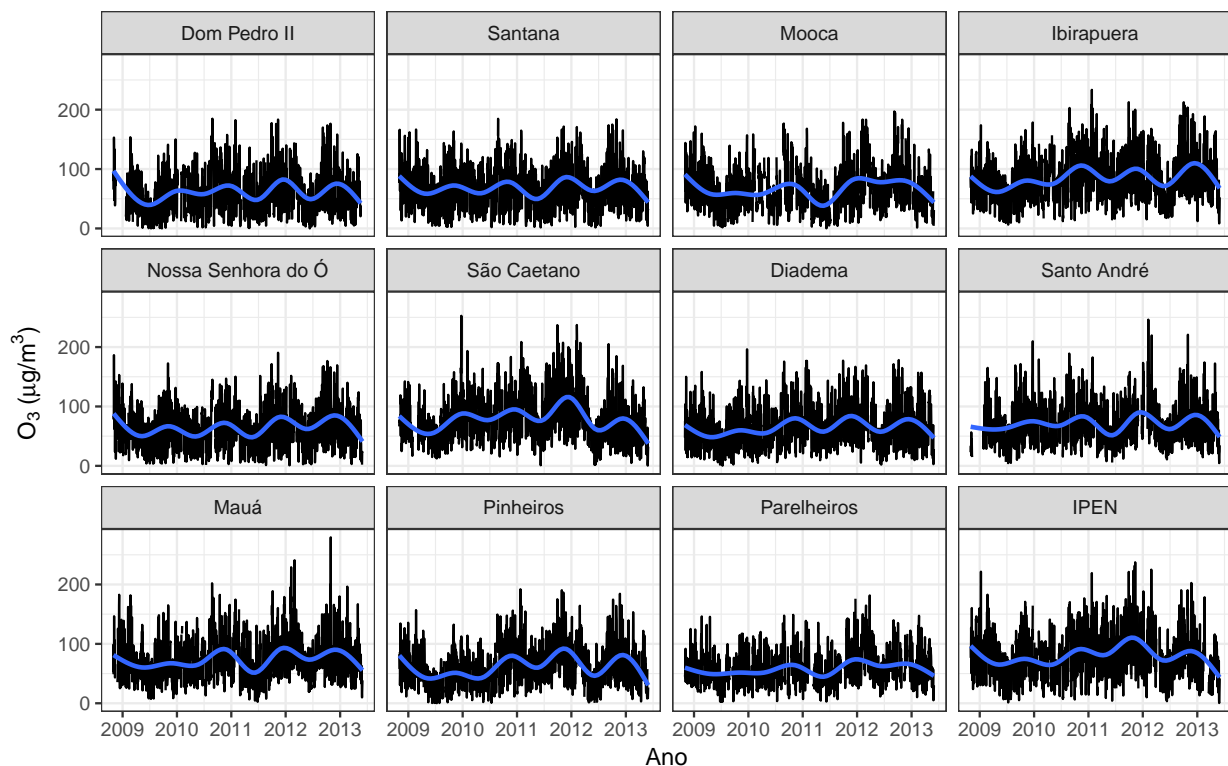 Dom Pedro II Santana Mooca Ibirapuera
200
100
0
Nossa Senhora do Ó São Caetano Diadema Santo André
O₃ (μg/m³)
200
100
0
Mauá Pinheiros Parelheiros IPEN
200
100
0
2009 2010 2011 2012 2013 2009 2010 2011 2012 2013 2009 2010 2011 2012 2013 2009 2010 2011 2012 2013
Ano